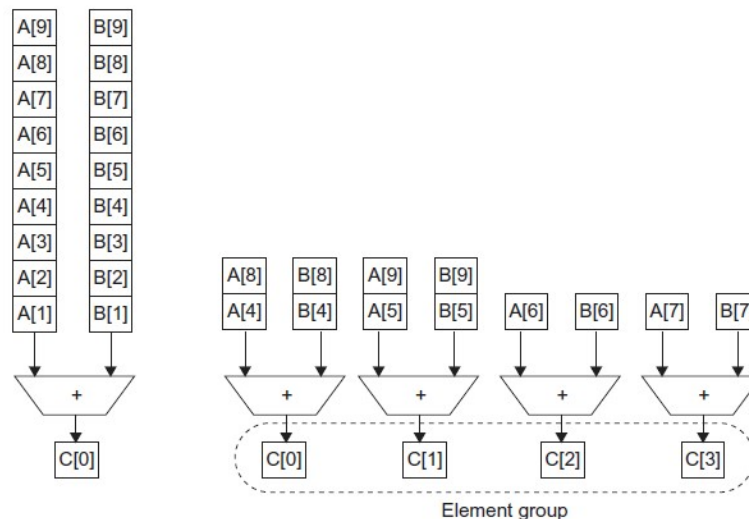 A[9] B[9]
A[8] B[8]
A[7] B[7]
A[6] B[6]
A[5] B[5]
A[4] B[4]
A[3] B[3]
A[2] B[2]
A[1] B[1]
+
C[0]
A[8] B[8] A[9] B[9]
A[4] B[4] A[5] B[5] A[6] B[6] A[7] B[7
+ + + +
C[0] C[1] C[2] C[3]
Element group